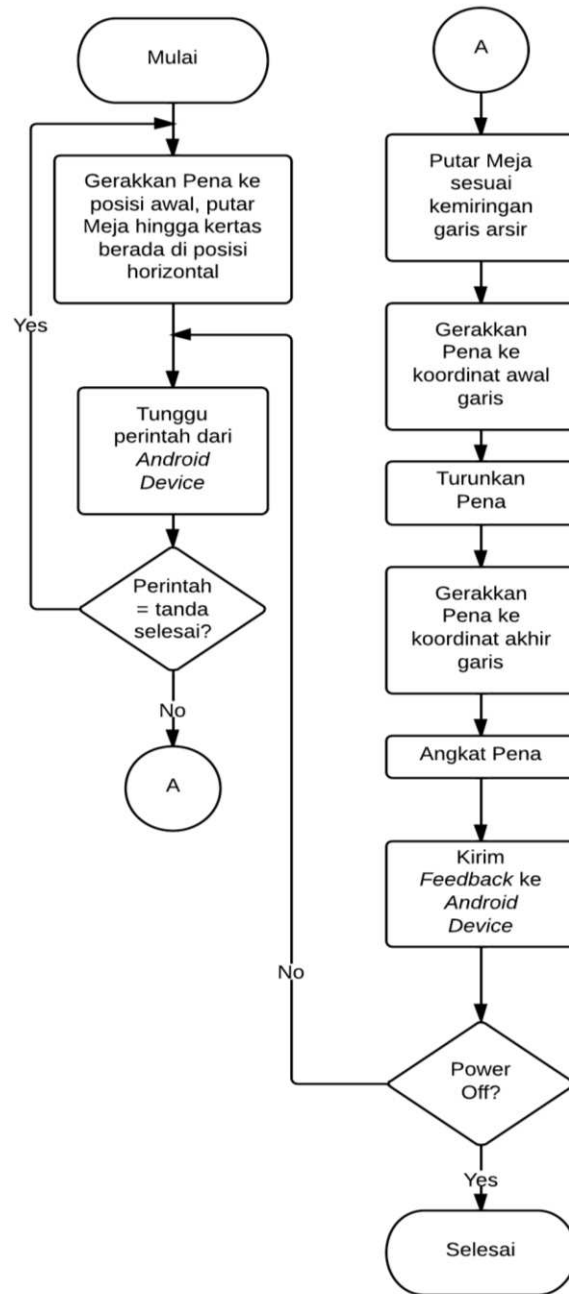 Mulai
Gerakkan Pena ke
posisi awal, putar
Meja hingga kertas
berada di posisi
horizontal
Yes
Tunggu
perintah dari
Android
Device
Perintah
= tanda
selesai?
No
A
A
Putar Meja
sesuai
kemiringan
garis arsir
Gerakkan
Pena ke
koordinat awal
garis
Turunkan
Pena
Gerakkan
Pena ke
koordinat akhir
garis
Angkat Pena
Kirim
Feedback ke
Android
Device
No
Power
Off?
Yes
Selesai